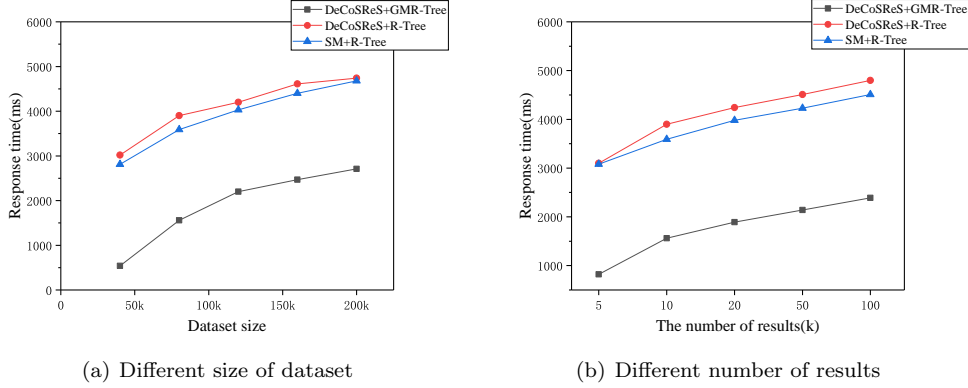 DeCoSReS+GMR-Tree
DeCoSReS+R-Tree
SM+R-Tree
6000
5000
4000
3000
2000
1000
0
Response time(ms)
0
50k
100k
150k
200k
Dataset size
(a) Different size of dataset
DeCoSReS+GMR-Tree
DeCoSReS+R-Tree
SM+R-Tree
6000
5000
4000
3000
2000
1000
Response time(ms)
5
10
20
50
100
The number of results(k)
(b) Different number of results